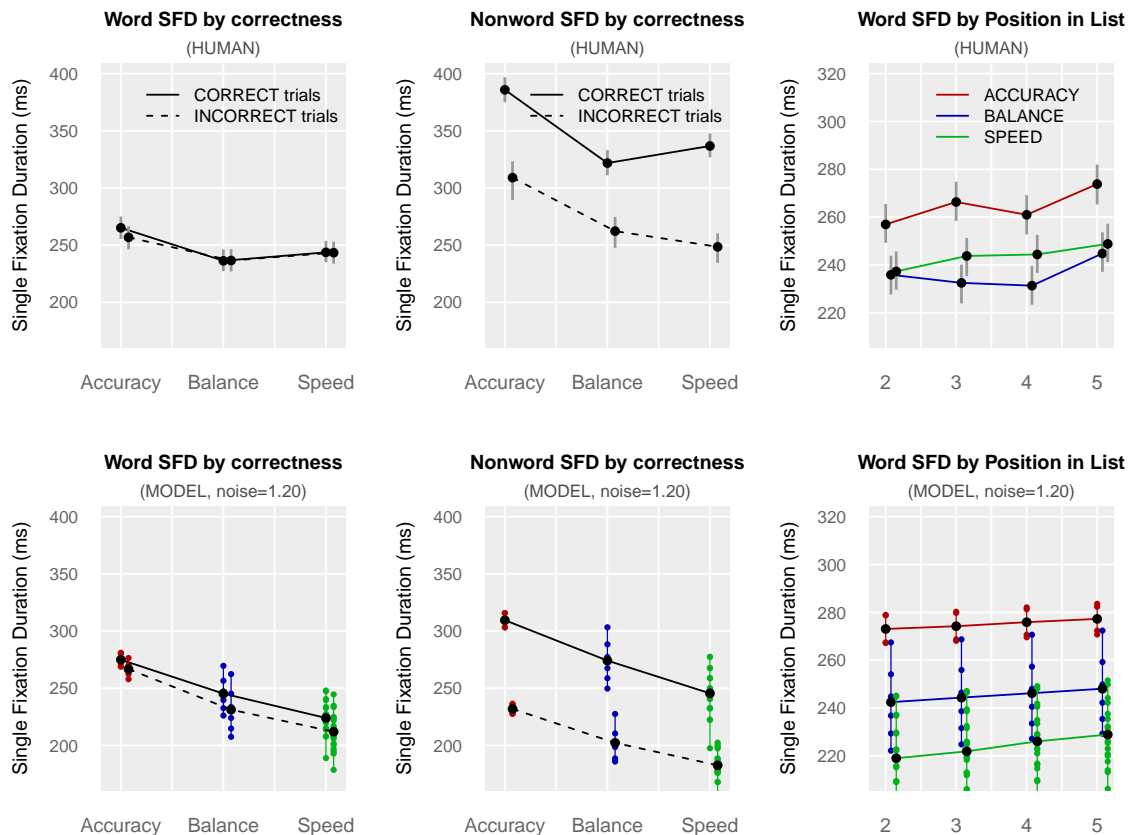 Word SFD by correctness
(HUMAN)
Single Fixation Duration (ms)
400
350
300
250
200
CORRECT trials
INCORRECT trials
Accuracy Balance Speed
Nonword SFD by correctness
(HUMAN)
Single Fixation Duration (ms)
400
350
300
250
200
CORRECT trials
INCORRECT trials
Accuracy Balance Speed
Word SFD by Position in List
(HUMAN)
Single Fixation Duration (ms)
320
300
280
260
240
220
ACCURACY
BALANCE
SPEED
2 3 4 5
Word SFD by correctness
(MODEL, noise=1.20)
Single Fixation Duration (ms)
400
350
300
250
200
Accuracy Balance Speed
Nonword SFD by correctness
(MODEL, noise=1.20)
Single Fixation Duration (ms)
400
350
300
250
200
Accuracy Balance Speed
Word SFD by Position in List
(MODEL, noise=1.20)
Single Fixation Duration (ms)
320
300
280
260
240
220
2 3 4 5